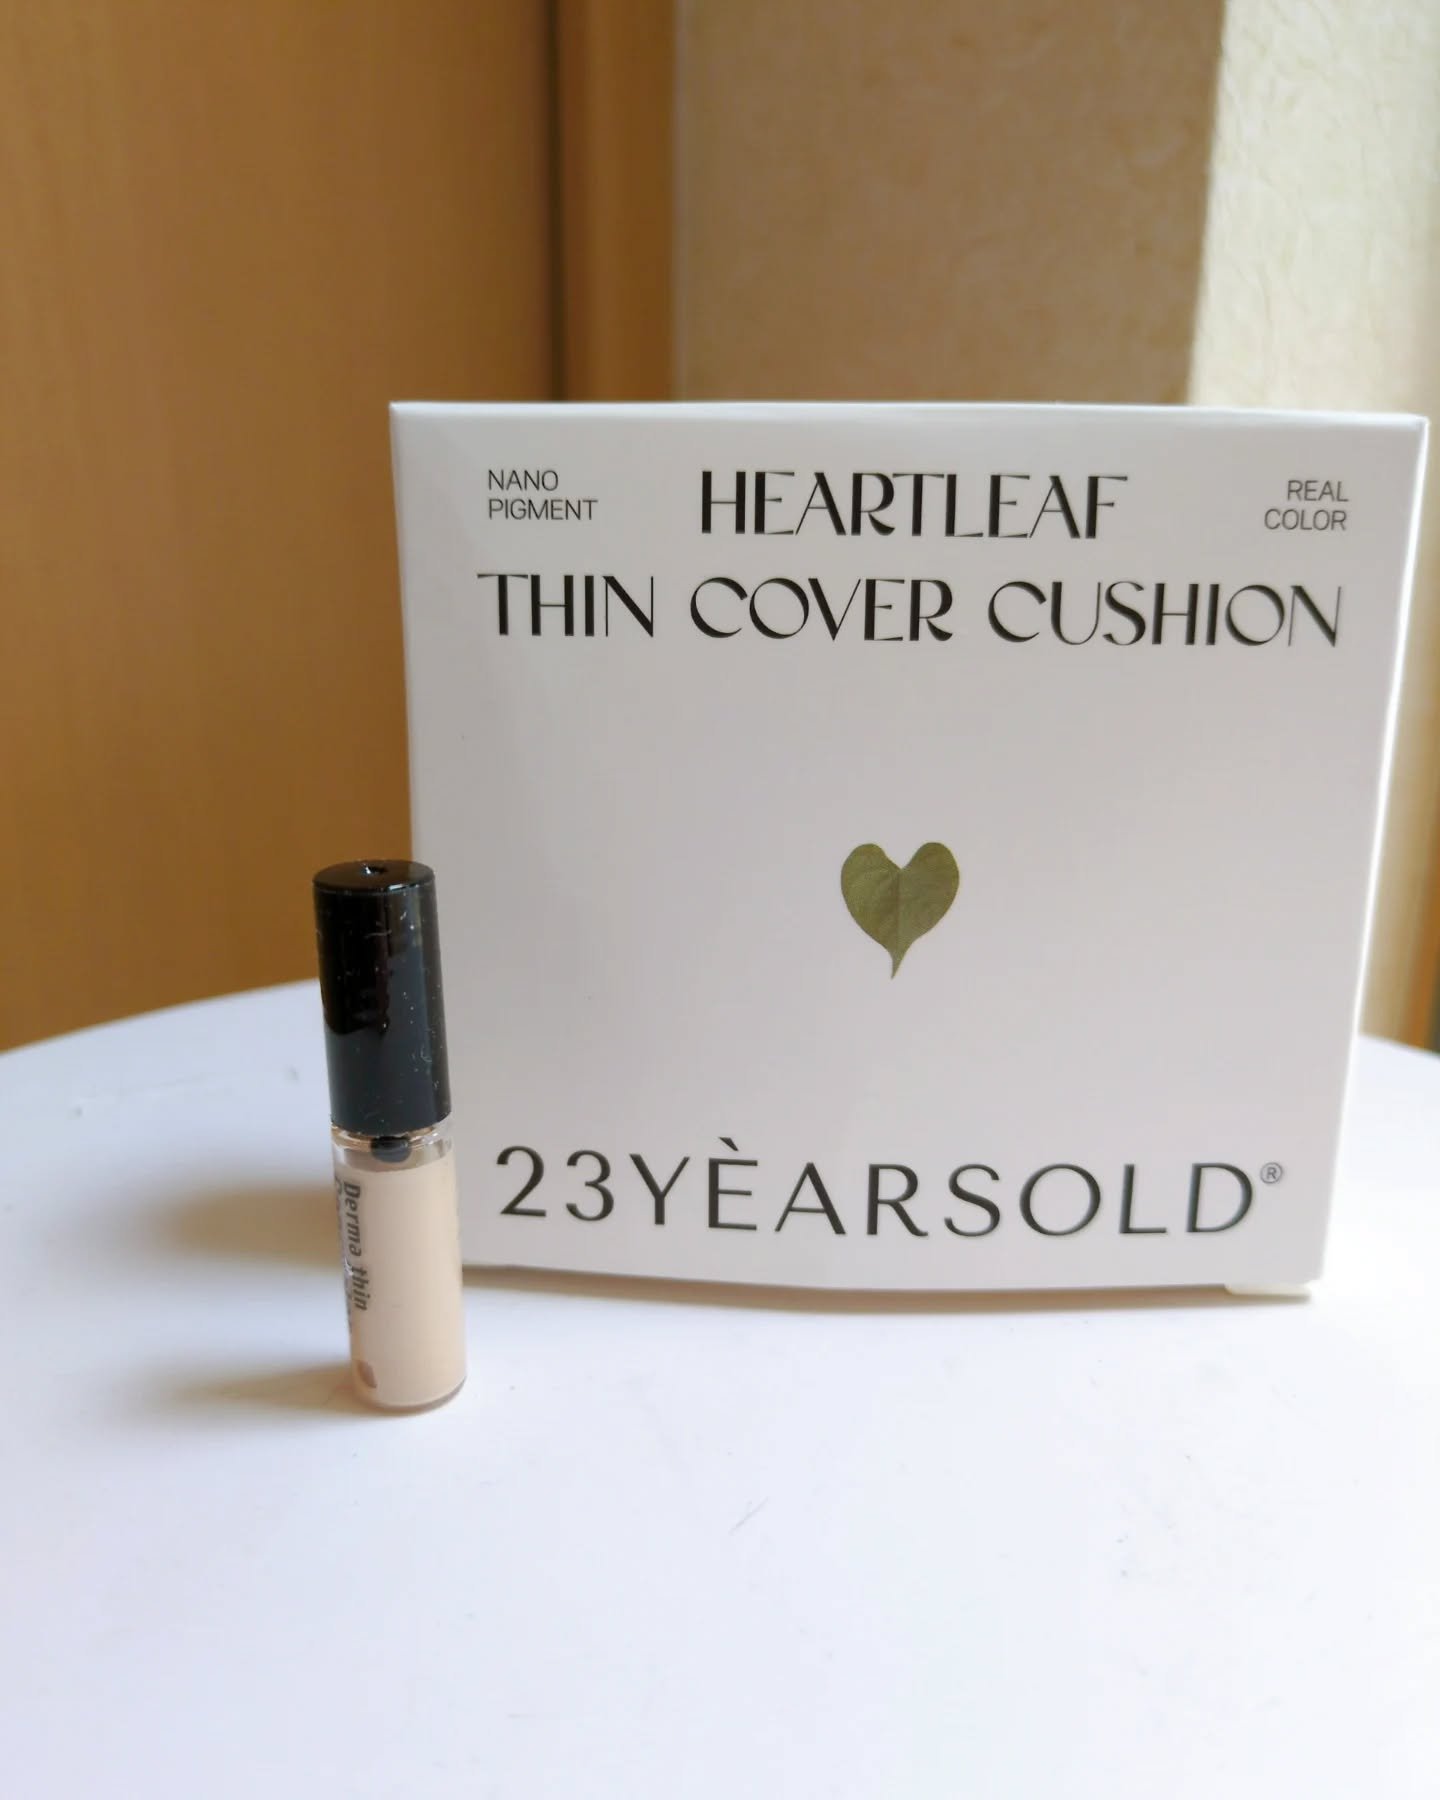 NANO
PIGMENT
HEARTLEAF
REAL
COLOR
THIN COVER CUSHION
23YÈARSOLD®
Derma thin